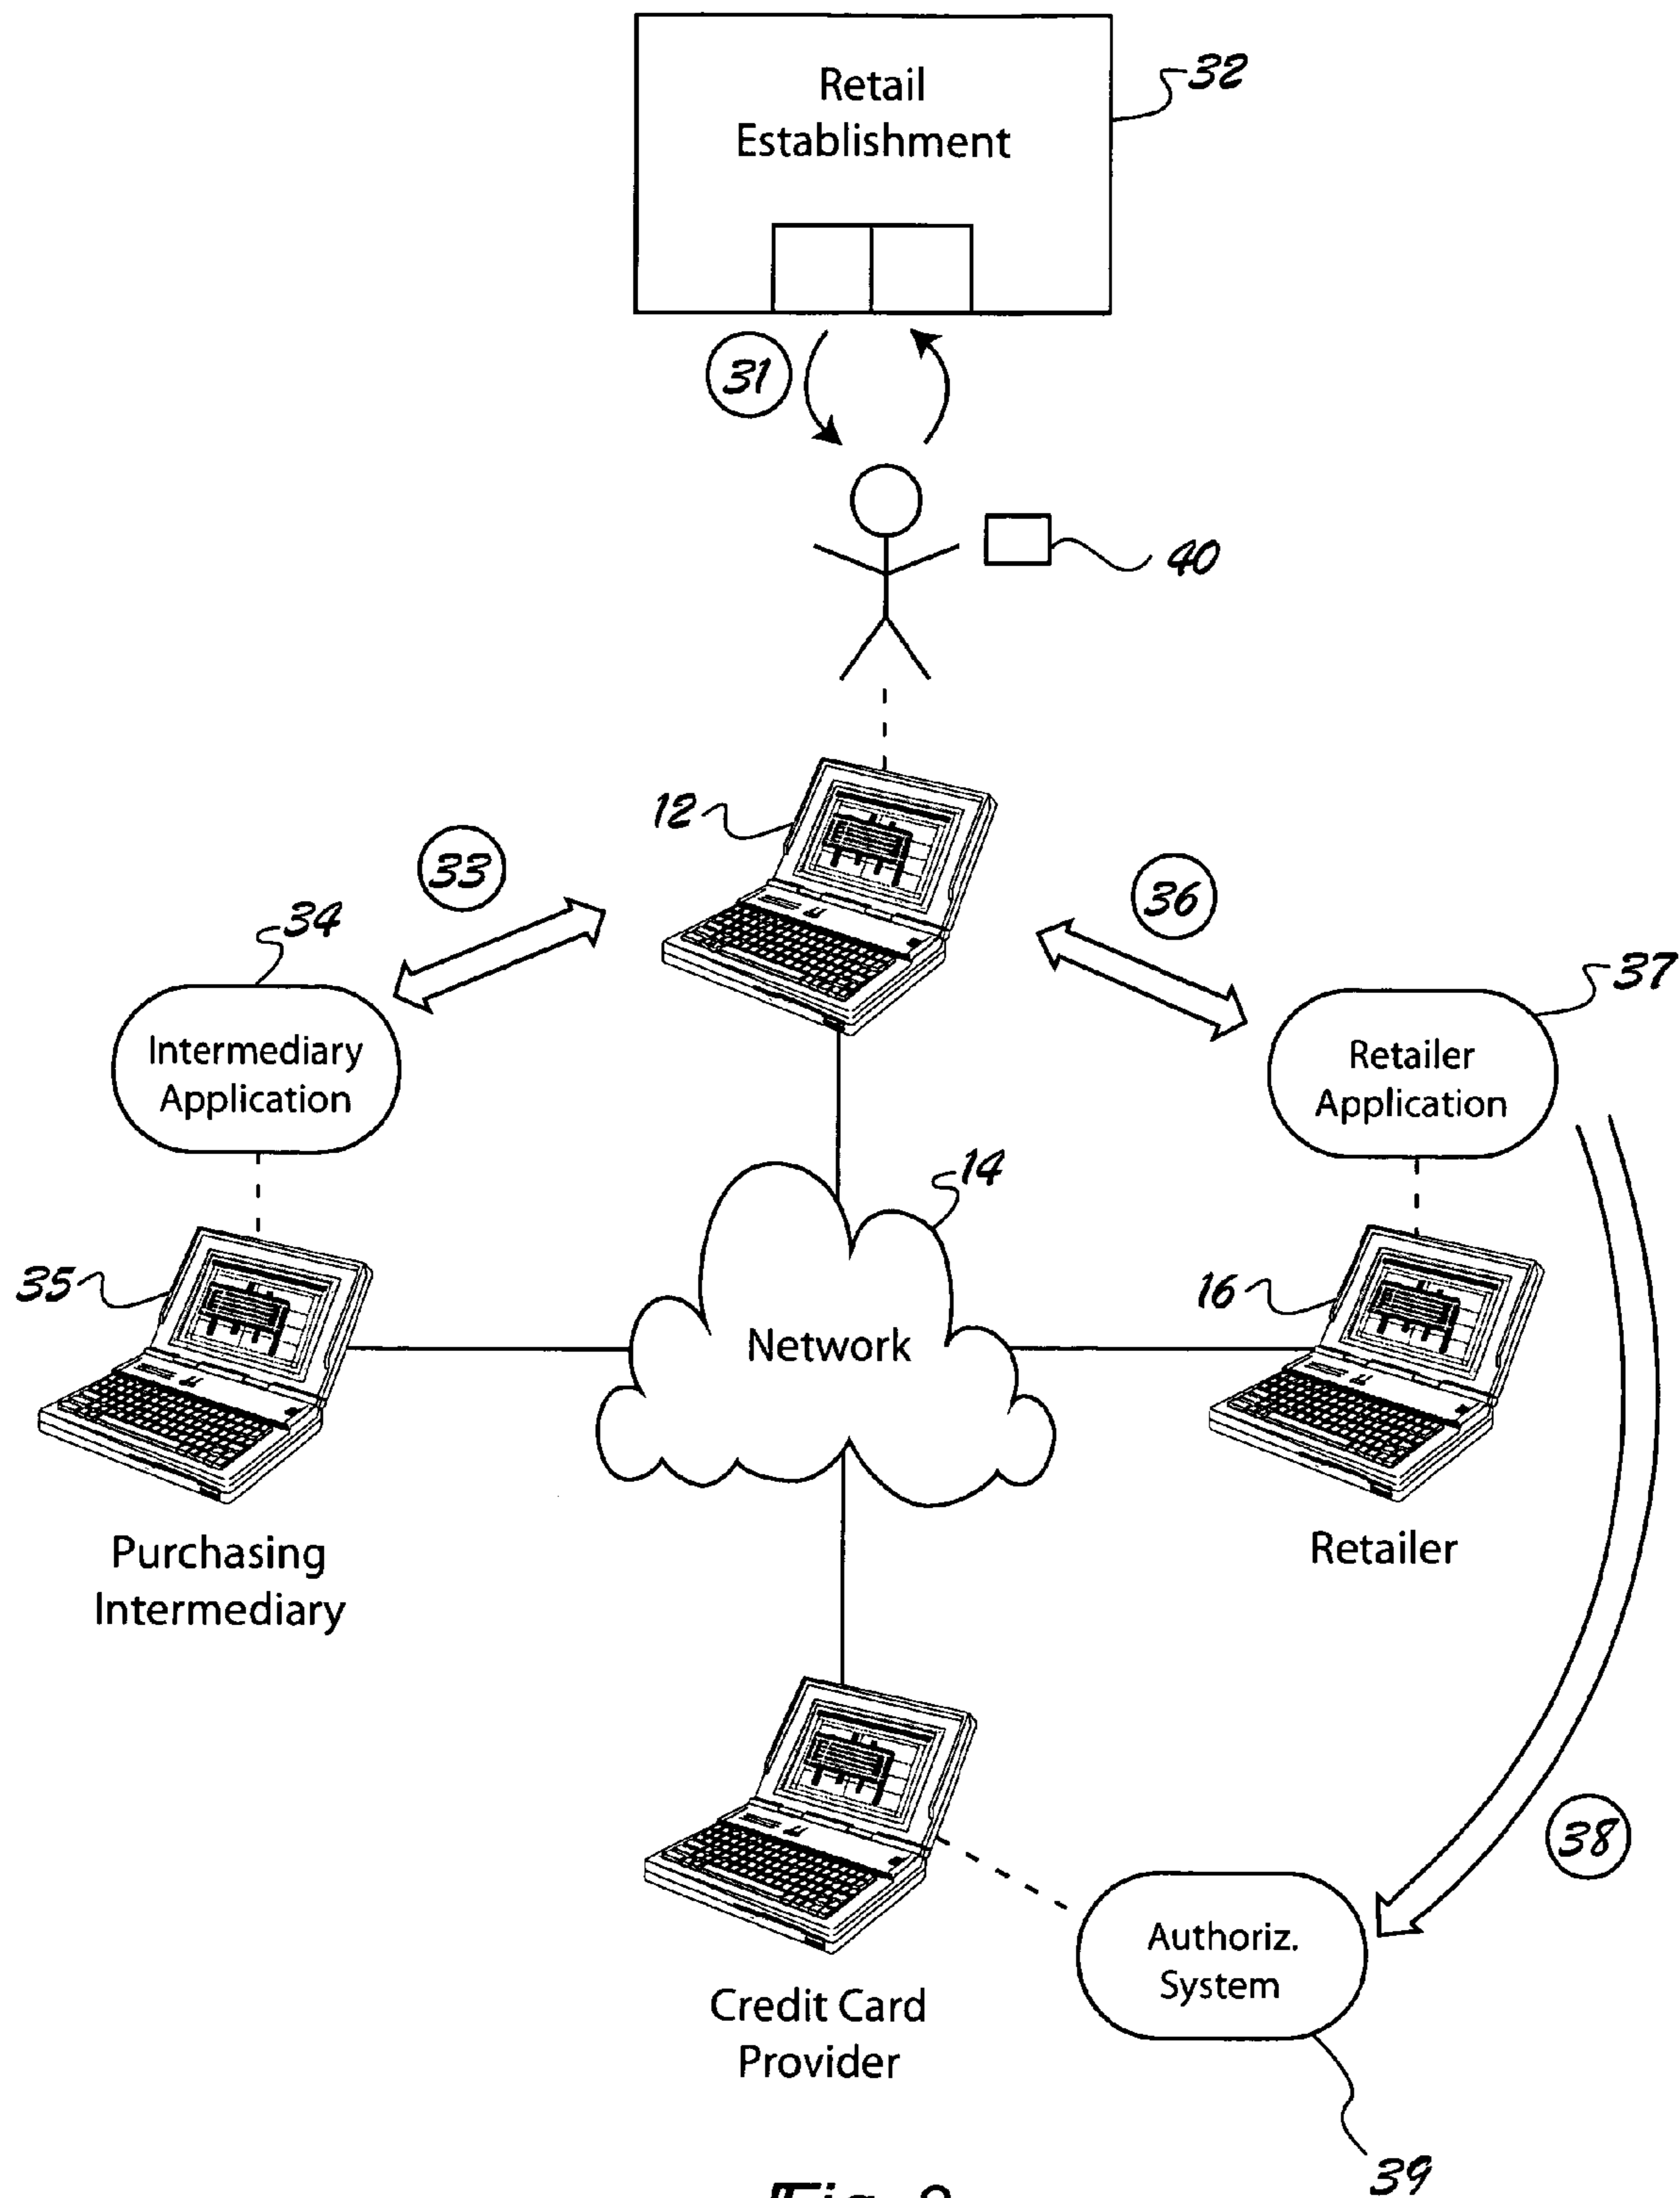 Retail
Establishment
32
31
40
12
33
36
34
37
Intermediary
Application
Retailer
Application
14
35
16
Network
Purchasing
Intermediary
Retailer
38
Authoriz.
System
Credit Card
Provider
39